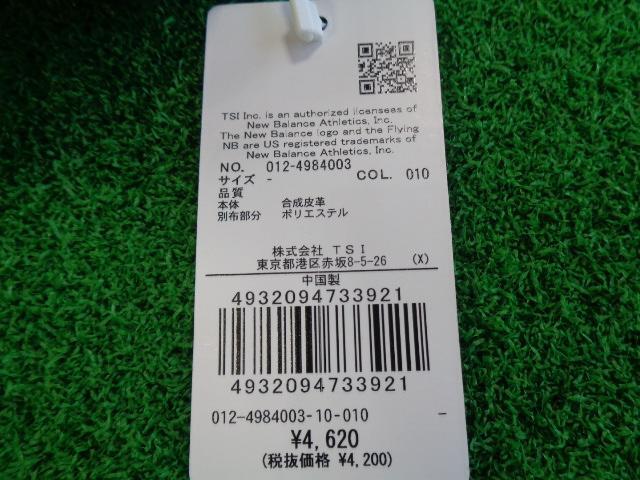 TSI Inc. is an authorized licensees of
New Balance Athletics, Inc.
The New Balance logo and the Flying
NB are US registered trademarks of
New Balance Athletics, Inc.
NO. 012-4984003
サイズ - COL. 010
品質
本体 合成皮革
別布部分 ポリエステル
株式会社 TSI
東京都港区赤坂8-5-26 (X)
中国製
4932094733921
4932094733921
012-4984003-10-010 -
¥4,620
(税抜価格 ¥4,200)